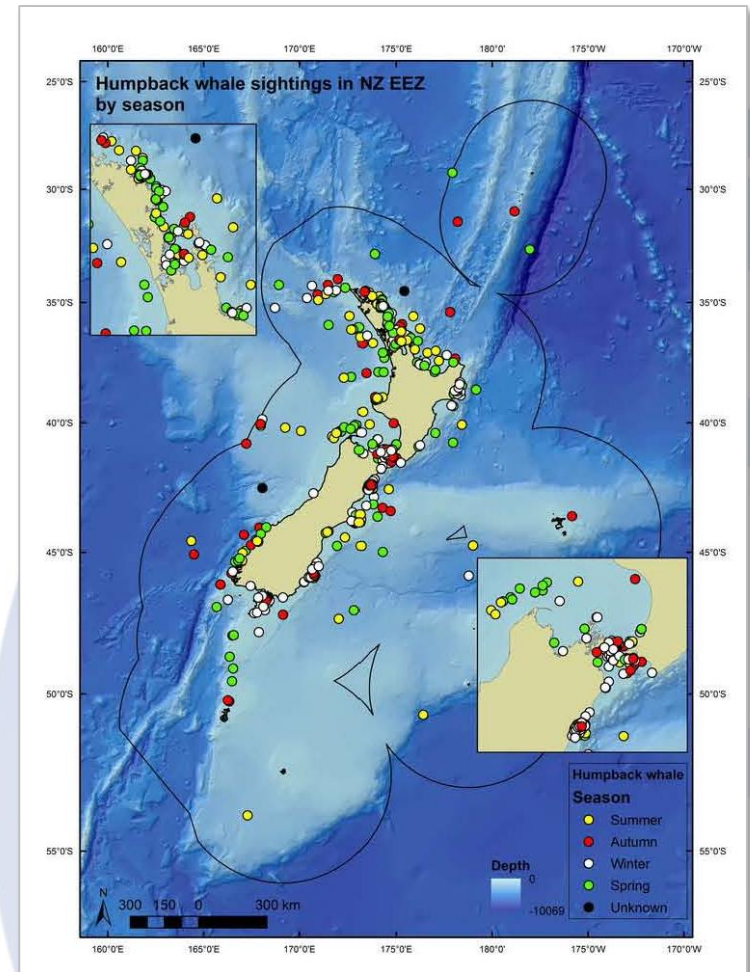 160°0'E 165°0'E 170°0'E 175°0'E 180°0' 175°0'W 170°0'W
Humpback whale sightings in NZ EEZ
by season
25°0'S 25°0'S
30°0'S 30°0'S
35°0'S 35°0'S
40°0'S 40°0'S
45°0'S 45°0'S
50°0'S 50°0'S
55°0'S 55°0'S
Humpback whale
Season
Summer
Autumn
Winter
Spring
Unknown
Depth
0
-10069
N
300 150 0 300 km
160°0'E 165°0'E 170°0'E 175°0'E 180°0' 175°0'W 170°0'W